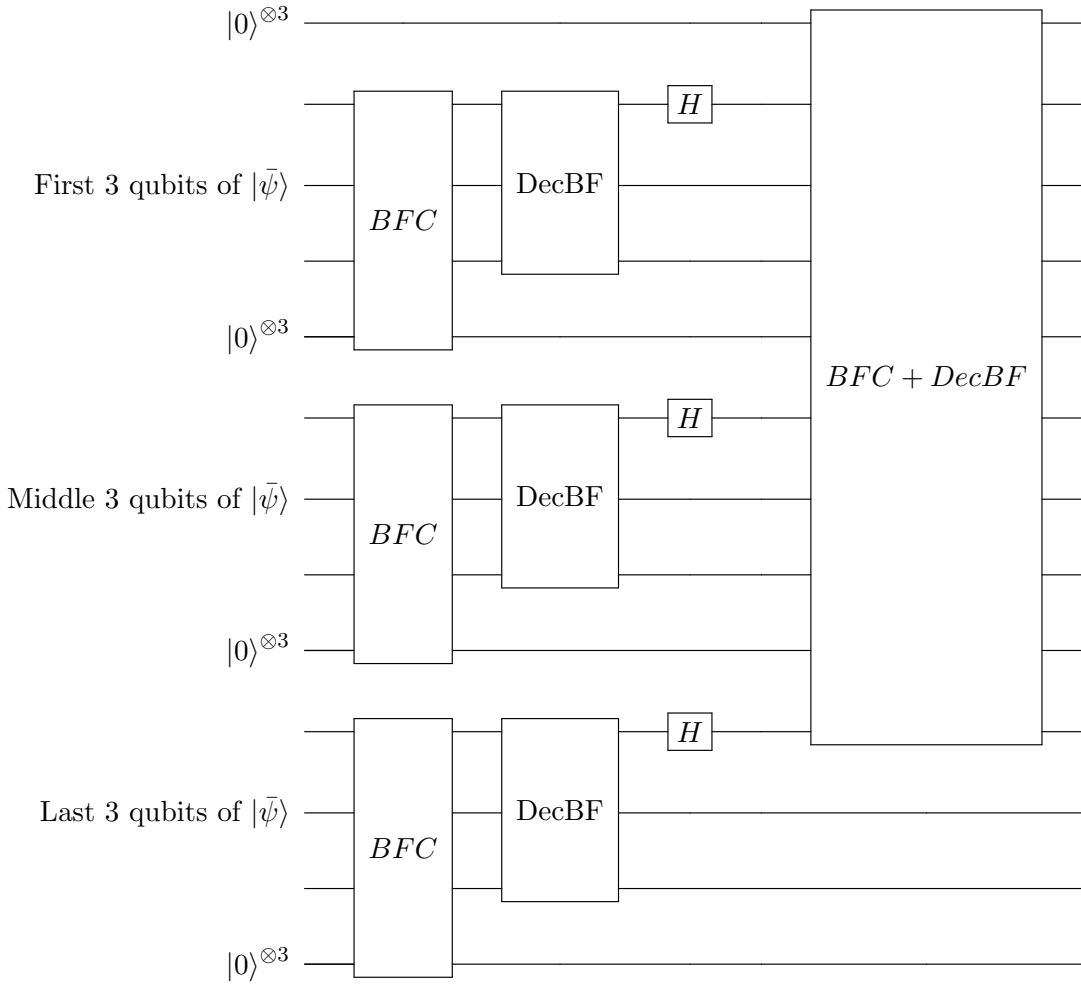 |0⟩⊗3
H
First 3 qubits of |ψ̄⟩
BFC
DecBF
|0⟩⊗3
BFC + DecBF
H
Middle 3 qubits of |ψ̄⟩
BFC
DecBF
|0⟩⊗3
H
Last 3 qubits of |ψ̄⟩
BFC
DecBF
|0⟩⊗3